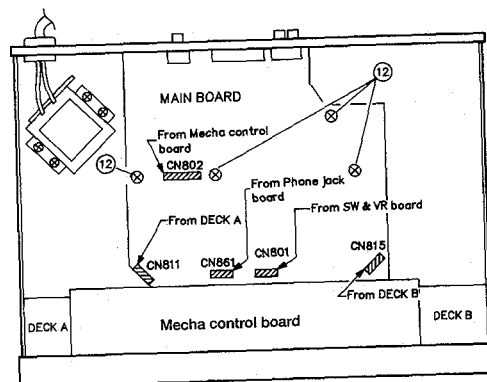 12
MAIN BOARD
From Mecha control
board
CN802
12
From Phone jack
board
From SW & VR board
From DECK A
CN811
CN861
CN801
CN815
From DECK B
DECK A
Mecha control board
DECK B